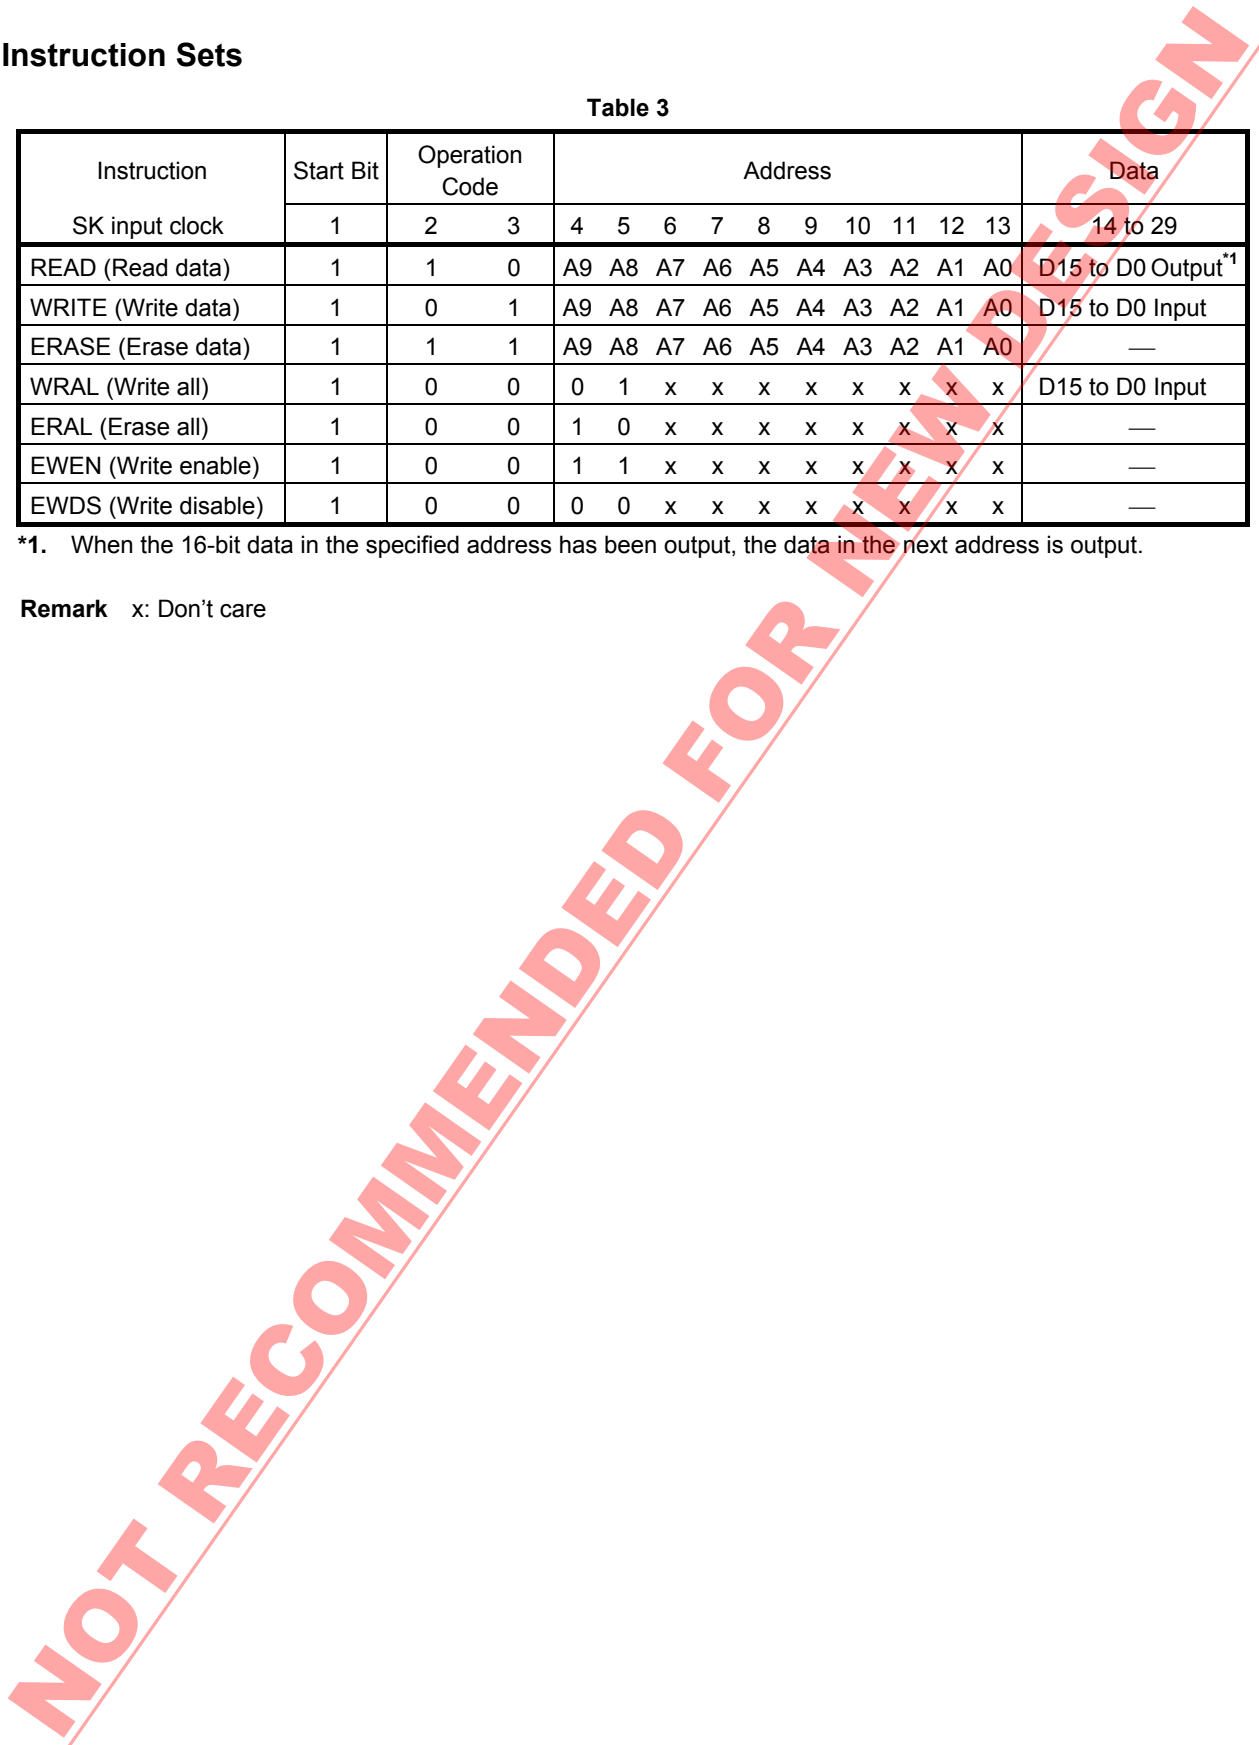 Instruction Sets
Table 3
Instruction Start Bit Operation Code Address Data
SK input clock 1 2 3 4 5 6 7 8 9 10 11 12 13 14 to 29
READ (Read data) 1 1 0 A9 A8 A7 A6 A5 A4 A3 A2 A1 A0 D15 to D0 Output*1
WRITE (Write data) 1 0 1 A9 A8 A7 A6 A5 A4 A3 A2 A1 A0 D15 to D0 Input
ERASE (Erase data) 1 1 1 A9 A8 A7 A6 A5 A4 A3 A2 A1 A0 —
WRAL (Write all) 1 0 0 0 1 x x x x x x x x D15 to D0 Input
ERAL (Erase all) 1 0 0 1 0 x x x x x x x x —
EWEN (Write enable) 1 0 0 1 1 x x x x x x x x —
EWDS (Write disable) 1 0 0 0 0 x x x x x x x x —
*1. When the 16-bit data in the specified address has been output, the data in the next address is output.
Remark x: Don’t care
NOT RECOMMENDED FOR NEW DESIGN